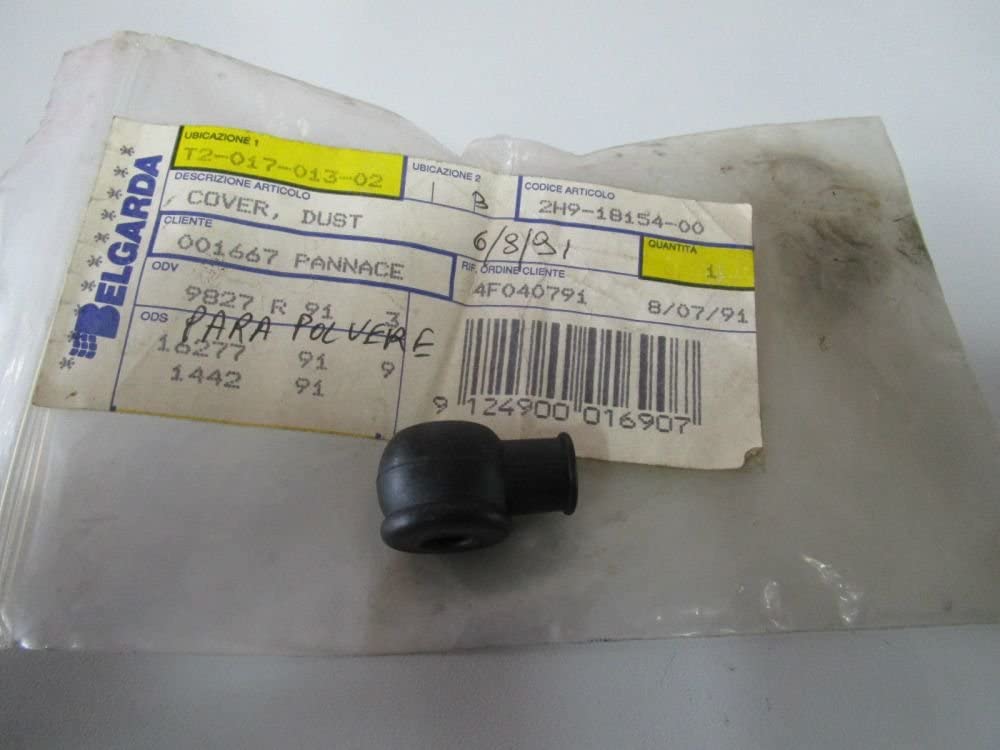 BELGARDA
UBICAZIONE 1
T2-017-013-02
UBICAZIONE 2
1 B
CODICE ARTICOLO
2H9-18154-00
DESCRIZIONE ARTICOLO
, COVER, DUST
6/8/91
QUANTITA
1
CLIENTE
001667 PANNACE
RIF. ORDINE CLIENTE
4F040791
8/07/91
ODV
9827 R 91 3
PARA POLVERE
ODS
16277 91 9
1442 91
9 124900 016907